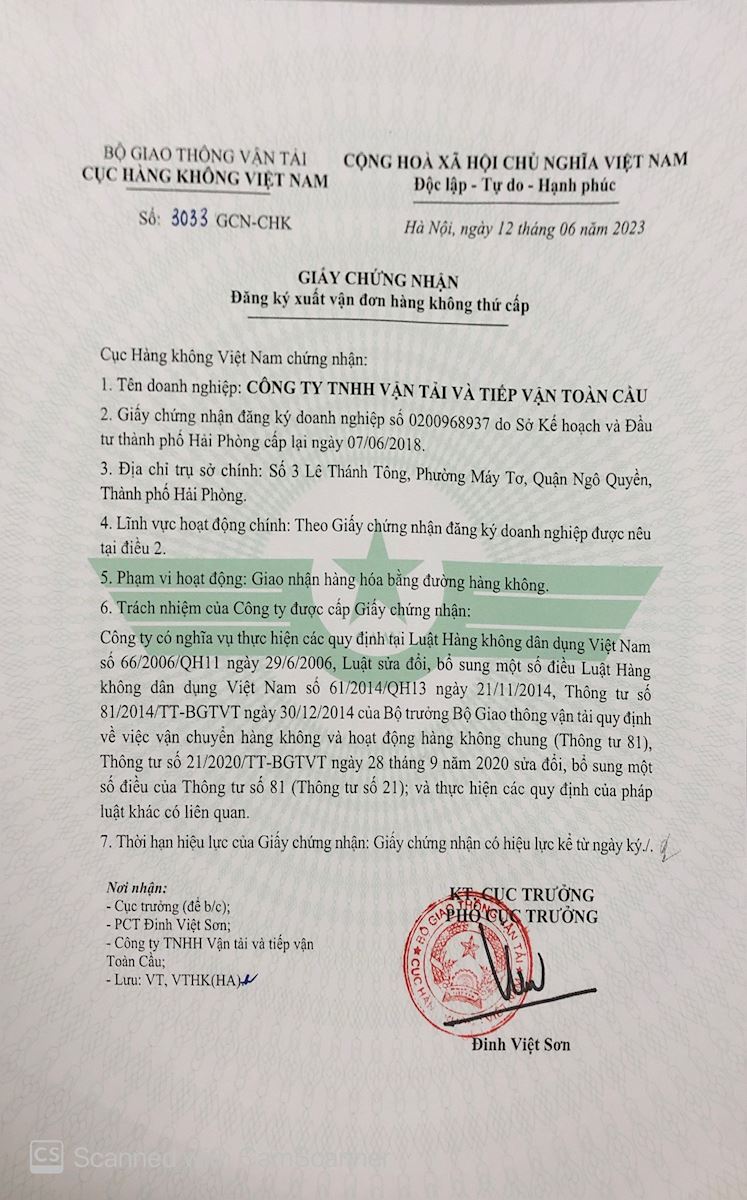 BỘ GIAO THÔNG VẬN TẢI
CỤC HÀNG KHÔNG VIỆT NAM
Số: 3033 GCN-CHK
CỘNG HOÀ XÃ HỘI CHỦ NGHĨA VIỆT NAM
Độc lập - Tự do - Hạnh phúc
Hà Nội, ngày 12 tháng 06 năm 2023
GIẤY CHỨNG NHẬN
Đăng ký xuất vận đơn hàng không thứ cấp
Cục Hàng không Việt Nam chứng nhận:
1. Tên doanh nghiệp: CÔNG TY TNHH VẬN TẢI VÀ TIẾP VẬN TOÀN CẦU
2. Giấy chứng nhận đăng ký doanh nghiệp số 0200968937 do Sở Kế hoạch và Đầu
tư thành phố Hải Phòng cấp lại ngày 07/06/2018.
3. Địa chỉ trụ sở chính: Số 3 Lê Thánh Tông, Phường Máy Tơ, Quận Ngô Quyền,
Thành phố Hải Phòng.
4. Lĩnh vực hoạt động chính: Theo Giấy chứng nhận đăng ký doanh nghiệp được nêu
tại điều 2.
5. Phạm vi hoạt động: Giao nhận hàng hóa bằng đường hàng không.
6. Trách nhiệm của Công ty được cấp Giấy chứng nhận:
Công ty có nghĩa vụ thực hiện các quy định tại Luật Hàng không dân dụng Việt Nam
số 66/2006/QH11 ngày 29/6/2006, Luật sửa đổi, bổ sung một số điều Luật Hàng
không dân dụng Việt Nam số 61/2014/QH13 ngày 21/11/2014, Thông tư số
81/2014/TT-BGTVT ngày 30/12/2014 của Bộ trưởng Bộ Giao thông vận tải quy định
về việc vận chuyển hàng không và hoạt động hàng không chung (Thông tư 81),
Thông tư số 21/2020/TT-BGTVT ngày 28 tháng 9 năm 2020 sửa đổi, bổ sung một
số điều của Thông tư số 81 (Thông tư số 21); và thực hiện các quy định của pháp
luật khác có liên quan.
7. Thời hạn hiệu lực của Giấy chứng nhận: Giấy chứng nhận có hiệu lực kể từ ngày ký./.
Nơi nhận:
- Cục trưởng (để b/c);
- PCT Đinh Việt Sơn;
- Công ty TNHH Vận tải và tiếp vận
Toàn Cầu;
- Lưu: VT, VTHK(HA).
KT. CỤC TRƯỞNG
PHÓ CỤC TRƯỞNG
BỘ GIAO THÔNG VẬN TẢI
Đinh Việt Sơn
CS Scanned with CamScanner